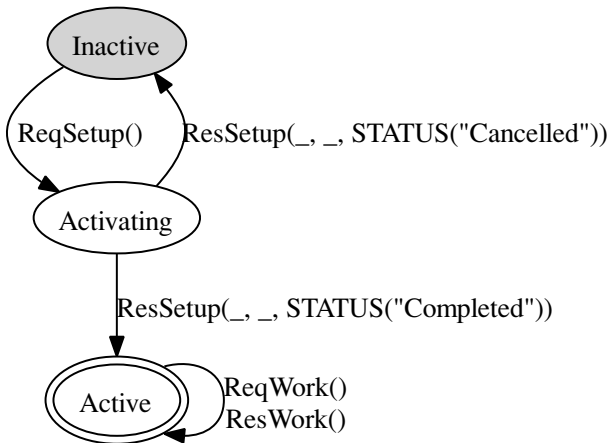 Inactive
ReqSetup()
ResSetup(_, _, STATUS("Cancelled"))
Activating
ResSetup(_, _, STATUS("Completed"))
Active
ReqWork()
ResWork()